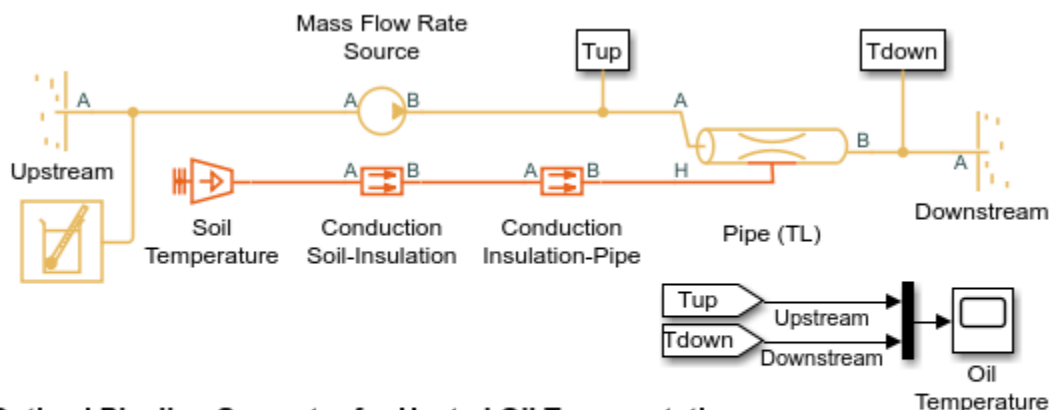 Mass Flow Rate
Source
Tup
Tdown
A
A
B
A
B
A
Upstream
A
B
A
B
H
Downstream
Soil
Temperature
Conduction
Soil-Insulation
Conduction
Insulation-Pipe
Pipe (TL)
Tup
Upstream
Tdown
Downstream
Oil
Temperature